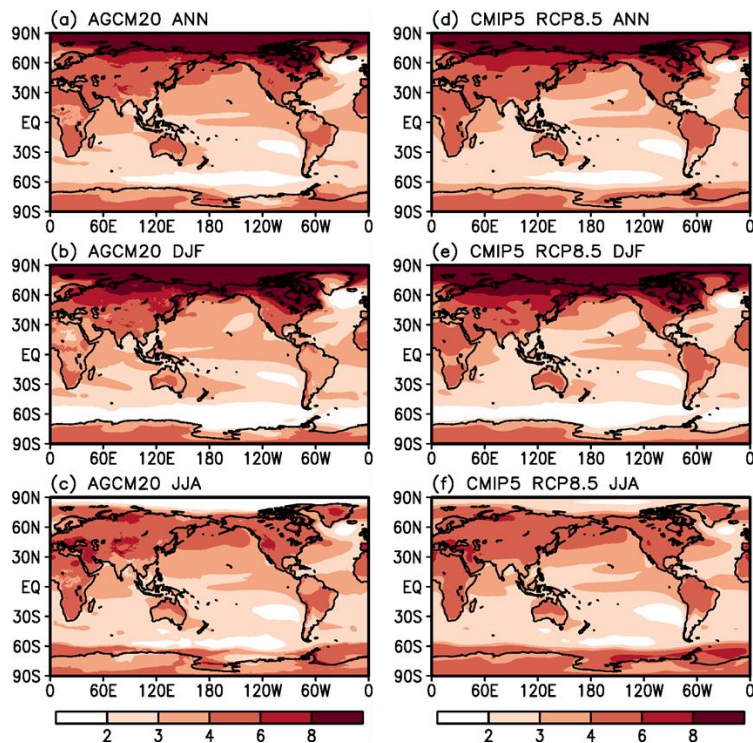 (a) AGCM20 ANN
90N
60N
30N
EQ
30S
60S
90S
0 60E 120E 180 120W 60W 0
(b) AGCM20 DJF
90N
60N
30N
EQ
30S
60S
90S
0 60E 120E 180 120W 60W 0
(c) AGCM20 JJA
90N
60N
30N
EQ
30S
60S
90S
0 60E 120E 180 120W 60W 0
2 3 4 6 8
(d) CMIP5 RCP8.5 ANN
90N
60N
30N
EQ
30S
60S
90S
0 60E 120E 180 120W 60W 0
(e) CMIP5 RCP8.5 DJF
90N
60N
30N
EQ
30S
60S
90S
0 60E 120E 180 120W 60W 0
(f) CMIP5 RCP8.5 JJA
90N
60N
30N
EQ
30S
60S
90S
0 60E 120E 180 120W 60W 0
2 3 4 6 8